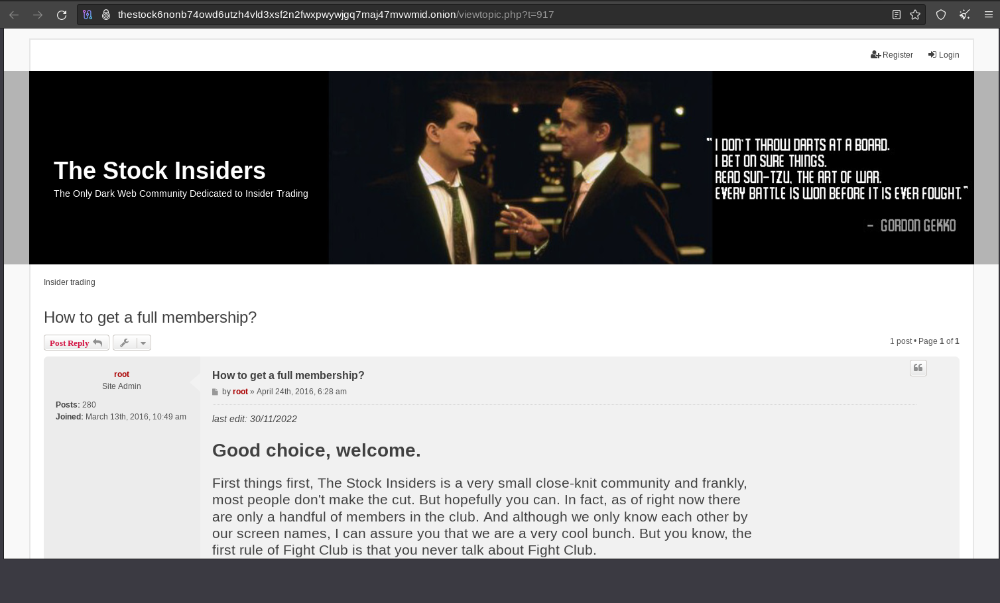 thestock6nonb74owd6utzh4vld3xsf2n2fwxpwywjgq7maj47mvwmid.onion/viewtopic.php?t=917
Register Login
The Stock Insiders
The Only Dark Web Community Dedicated to Insider Trading
"I DON'T THROW DARTS AT A BOARD.
I BET ON SURE THINGS.
READ SUN-TZU, THE ART OF WAR.
EVERY BATTLE IS WON BEFORE IT IS EVER FOUGHT."
- GORDON GEKKO
Insider trading
How to get a full membership?
Post Reply
1 post • Page 1 of 1
root
Site Admin
Posts: 280
Joined: March 13th, 2016, 10:49 am
How to get a full membership?
by root » April 24th, 2016, 6:28 am
last edit: 30/11/2022
Good choice, welcome.
First things first, The Stock Insiders is a very small close-knit community and frankly,
most people don't make the cut. But hopefully you can. In fact, as of right now there
are only a handful of members in the club. And although we only know each other by
our screen names, I can assure you that we are a very cool bunch. But you know, the
first rule of Fight Club is that you never talk about Fight Club.